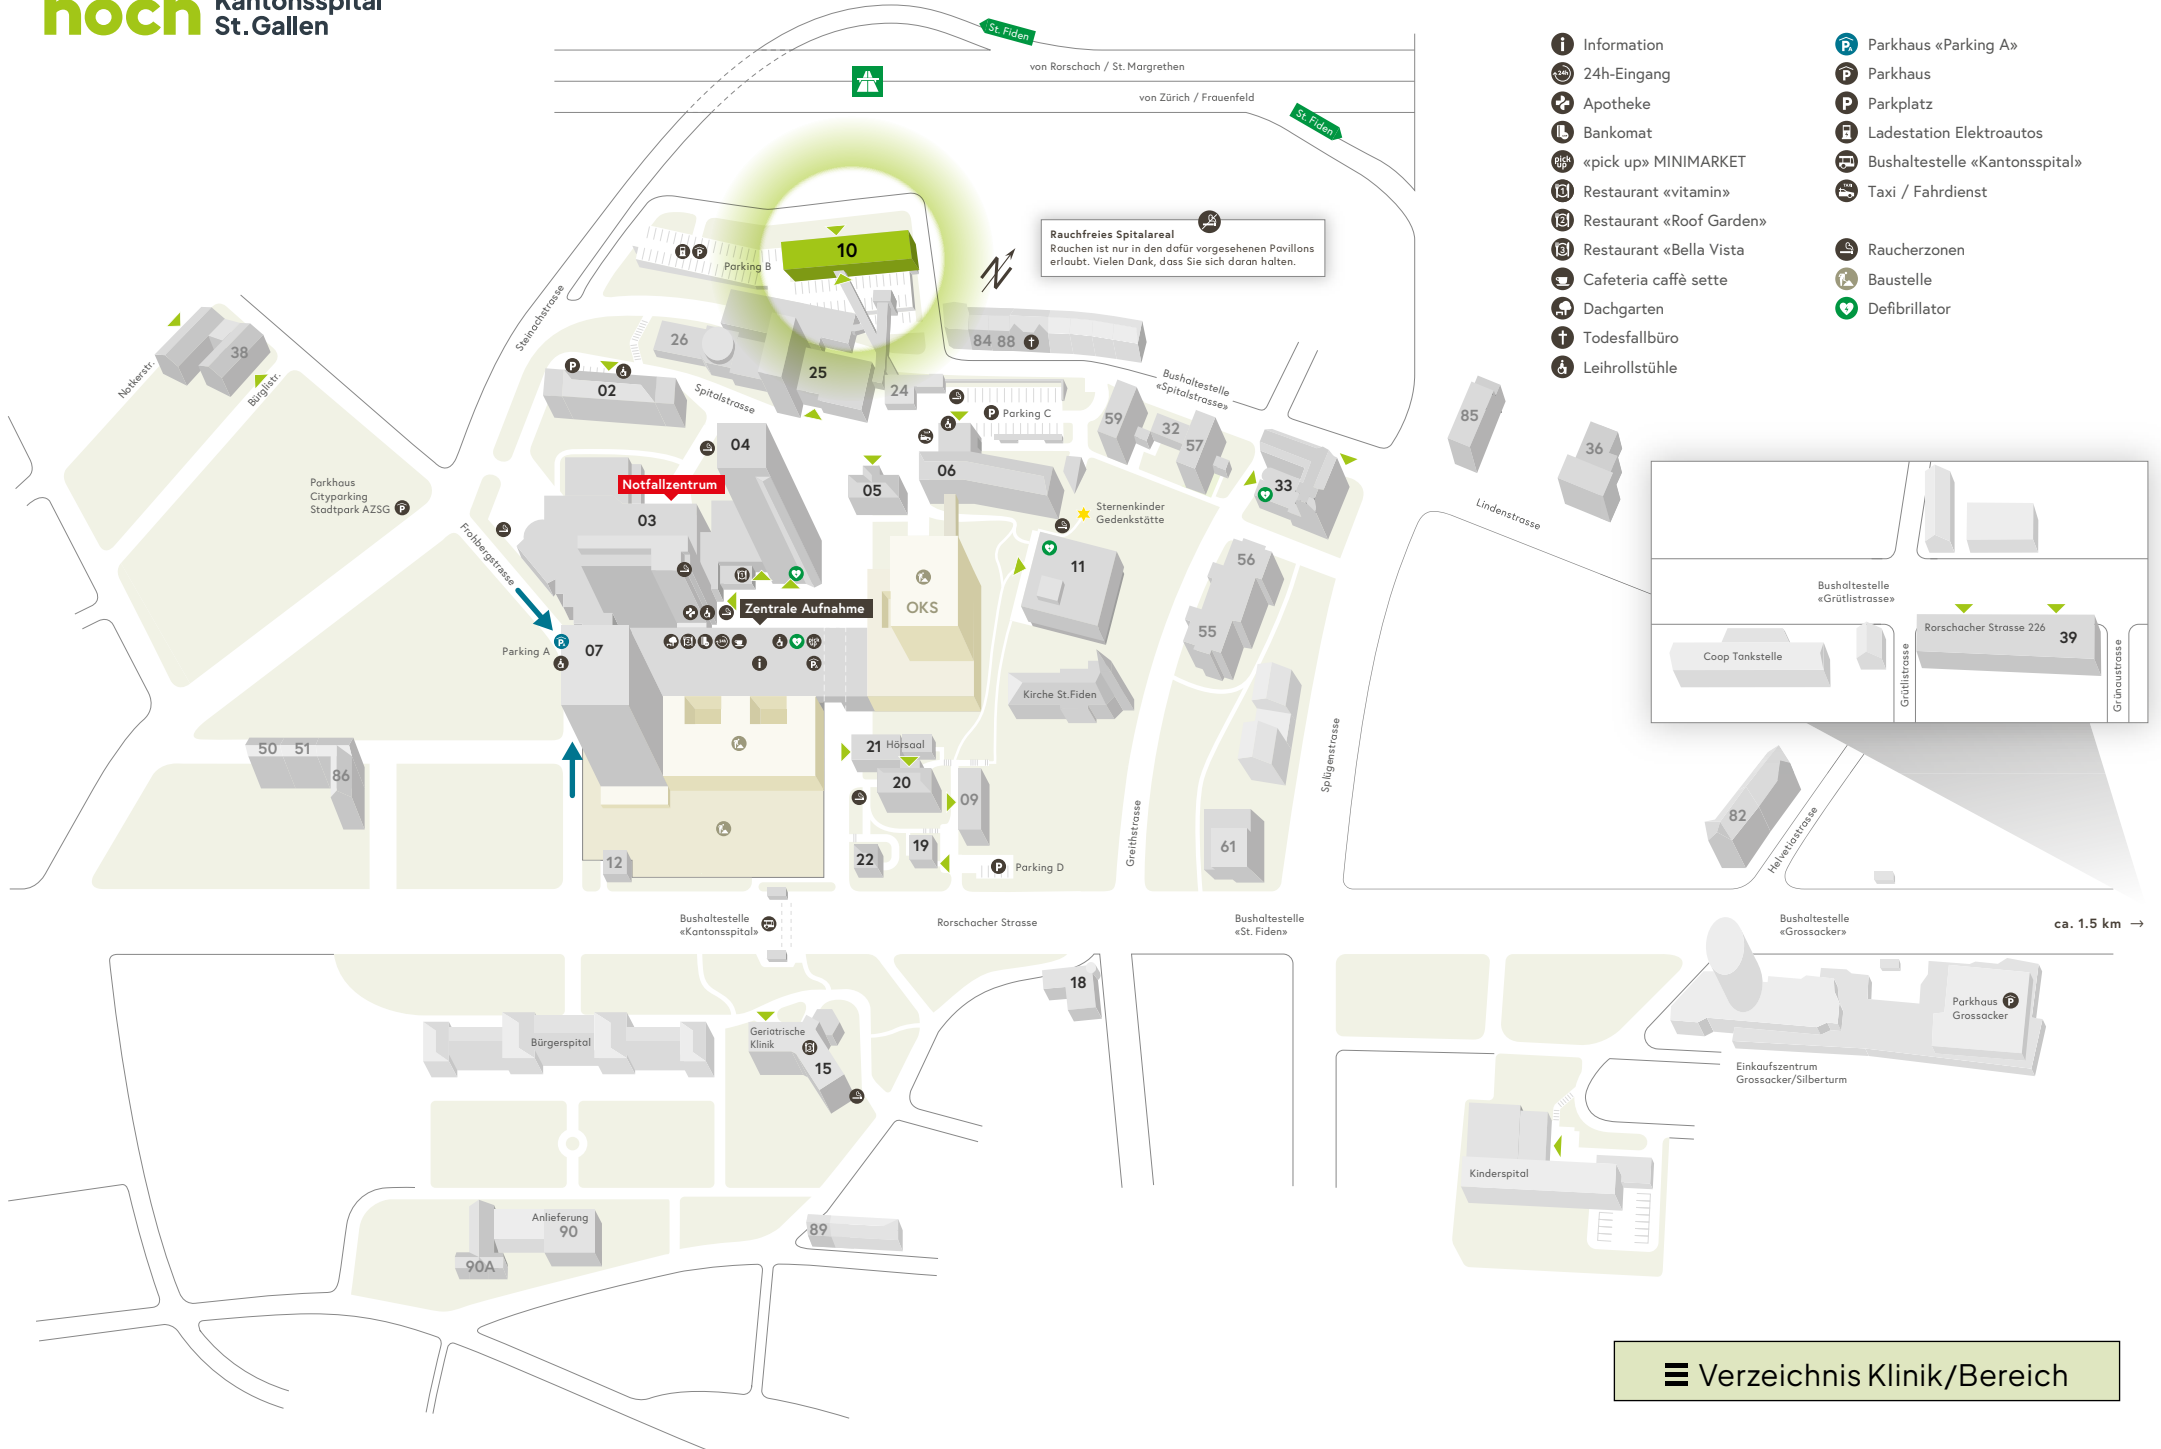 noch Kantonsspital
St.Gallen
St. Fiden
von Rorschach / St. Margrethen
von Zürich / Frauenfeld
St. Fiden
Information
24h-Eingang
Apotheke
Bankomat
«pick up» MINIMARKET
Restaurant «vitamin»
Restaurant «Roof Garden»
Restaurant «Bella Vista
Cafeteria caffè sette
Dachgarten
Todesfallbüro
Leihrollstühle
Parkhaus «Parking A»
Parkhaus
Parkplatz
Ladestation Elektroautos
Bushaltestelle «Kantonsspital»
Taxi / Fahrdienst
Raucherzonen
Baustelle
Defibrillator
Rauchfreies Spitalareal
Rauchen ist nur in den dafür vorgesehenen Pavillons
erlaubt. Vielen Dank, dass Sie sich daran halten.
N
10
Parking B
Steinachstrasse
26
25
24
84 88
38
Notkerstr.
Bürglistr.
02
Spitalstrasse
Bushaltestelle
«Spitalstrasse»
Parking C
59
32
57
85
36
04
06
05
33
Notfallzentrum
03
Parkhaus
Cityparking
Stadtpark AZSG
Frohbergstrasse
Sternenkinder
Gedenkstätte
Lindenstrasse
11
56
55
OKS
Zentrale Aufnahme
Parking A
07
Kirche St.Fiden
Bushaltestelle
«Grütlistrasse»
Rorschacher Strasse 226
39
Coop Tankstelle
Grütlistrasse
Grünaustrasse
50 51
86
21 Hörsaal
20
09
19
22
12
Parking D
Greithstrasse
Splügenstrasse
61
82
Helvetiastrasse
Bushaltestelle
«Kantonsspital»
Rorschacher Strasse
Bushaltestelle
«St. Fiden»
Bushaltestelle
«Grossacker»
ca. 1.5 km →
18
Bürgerspital
Geriatrische
Klinik
15
Parkhaus
Grossacker
Einkaufszentrum
Grossacker/Silberturm
Kinderspital
Anlieferung
90
90A
89
Verzeichnis Klinik/Bereich